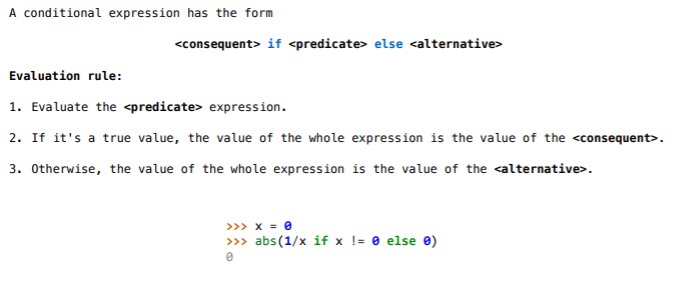 A conditional expression has the form
<consequent> if <predicate> else <alternative>
Evaluation rule:
1. Evaluate the <predicate> expression.
2. If it's a true value, the value of the whole expression is the value of the <consequent>.
3. Otherwise, the value of the whole expression is the value of the <alternative>.
>>> x = 0
>>> abs(1/x if x != 0 else 0)
0